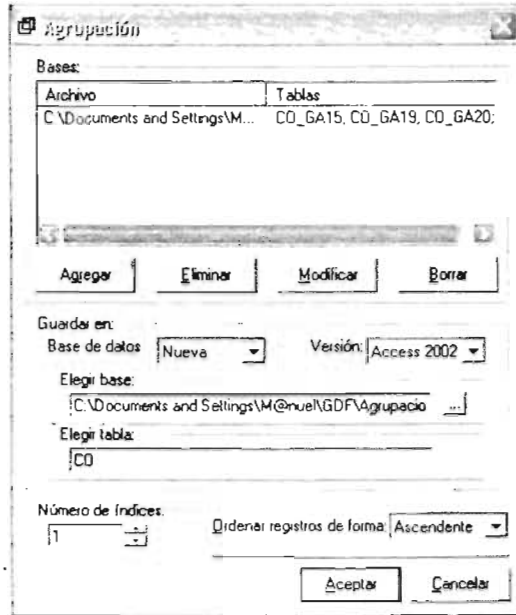 Agrupación
Bases:
Archivo Tablas
C:\Documents and Settings\M... CO_GA15, CO_GA19, CO_GA20;
Agregar Eliminar Modificar Borrar
Guardar en:
Base de datos Nueva Versión: Access 2002
Elegir base:
C:\Documents and Settings\M@nuel\GDF\Agrupacio ...
Elegir tabla:
CO
Número de índices:
1 Ordenar registros de forma: Ascendente
Aceptar Cancelar